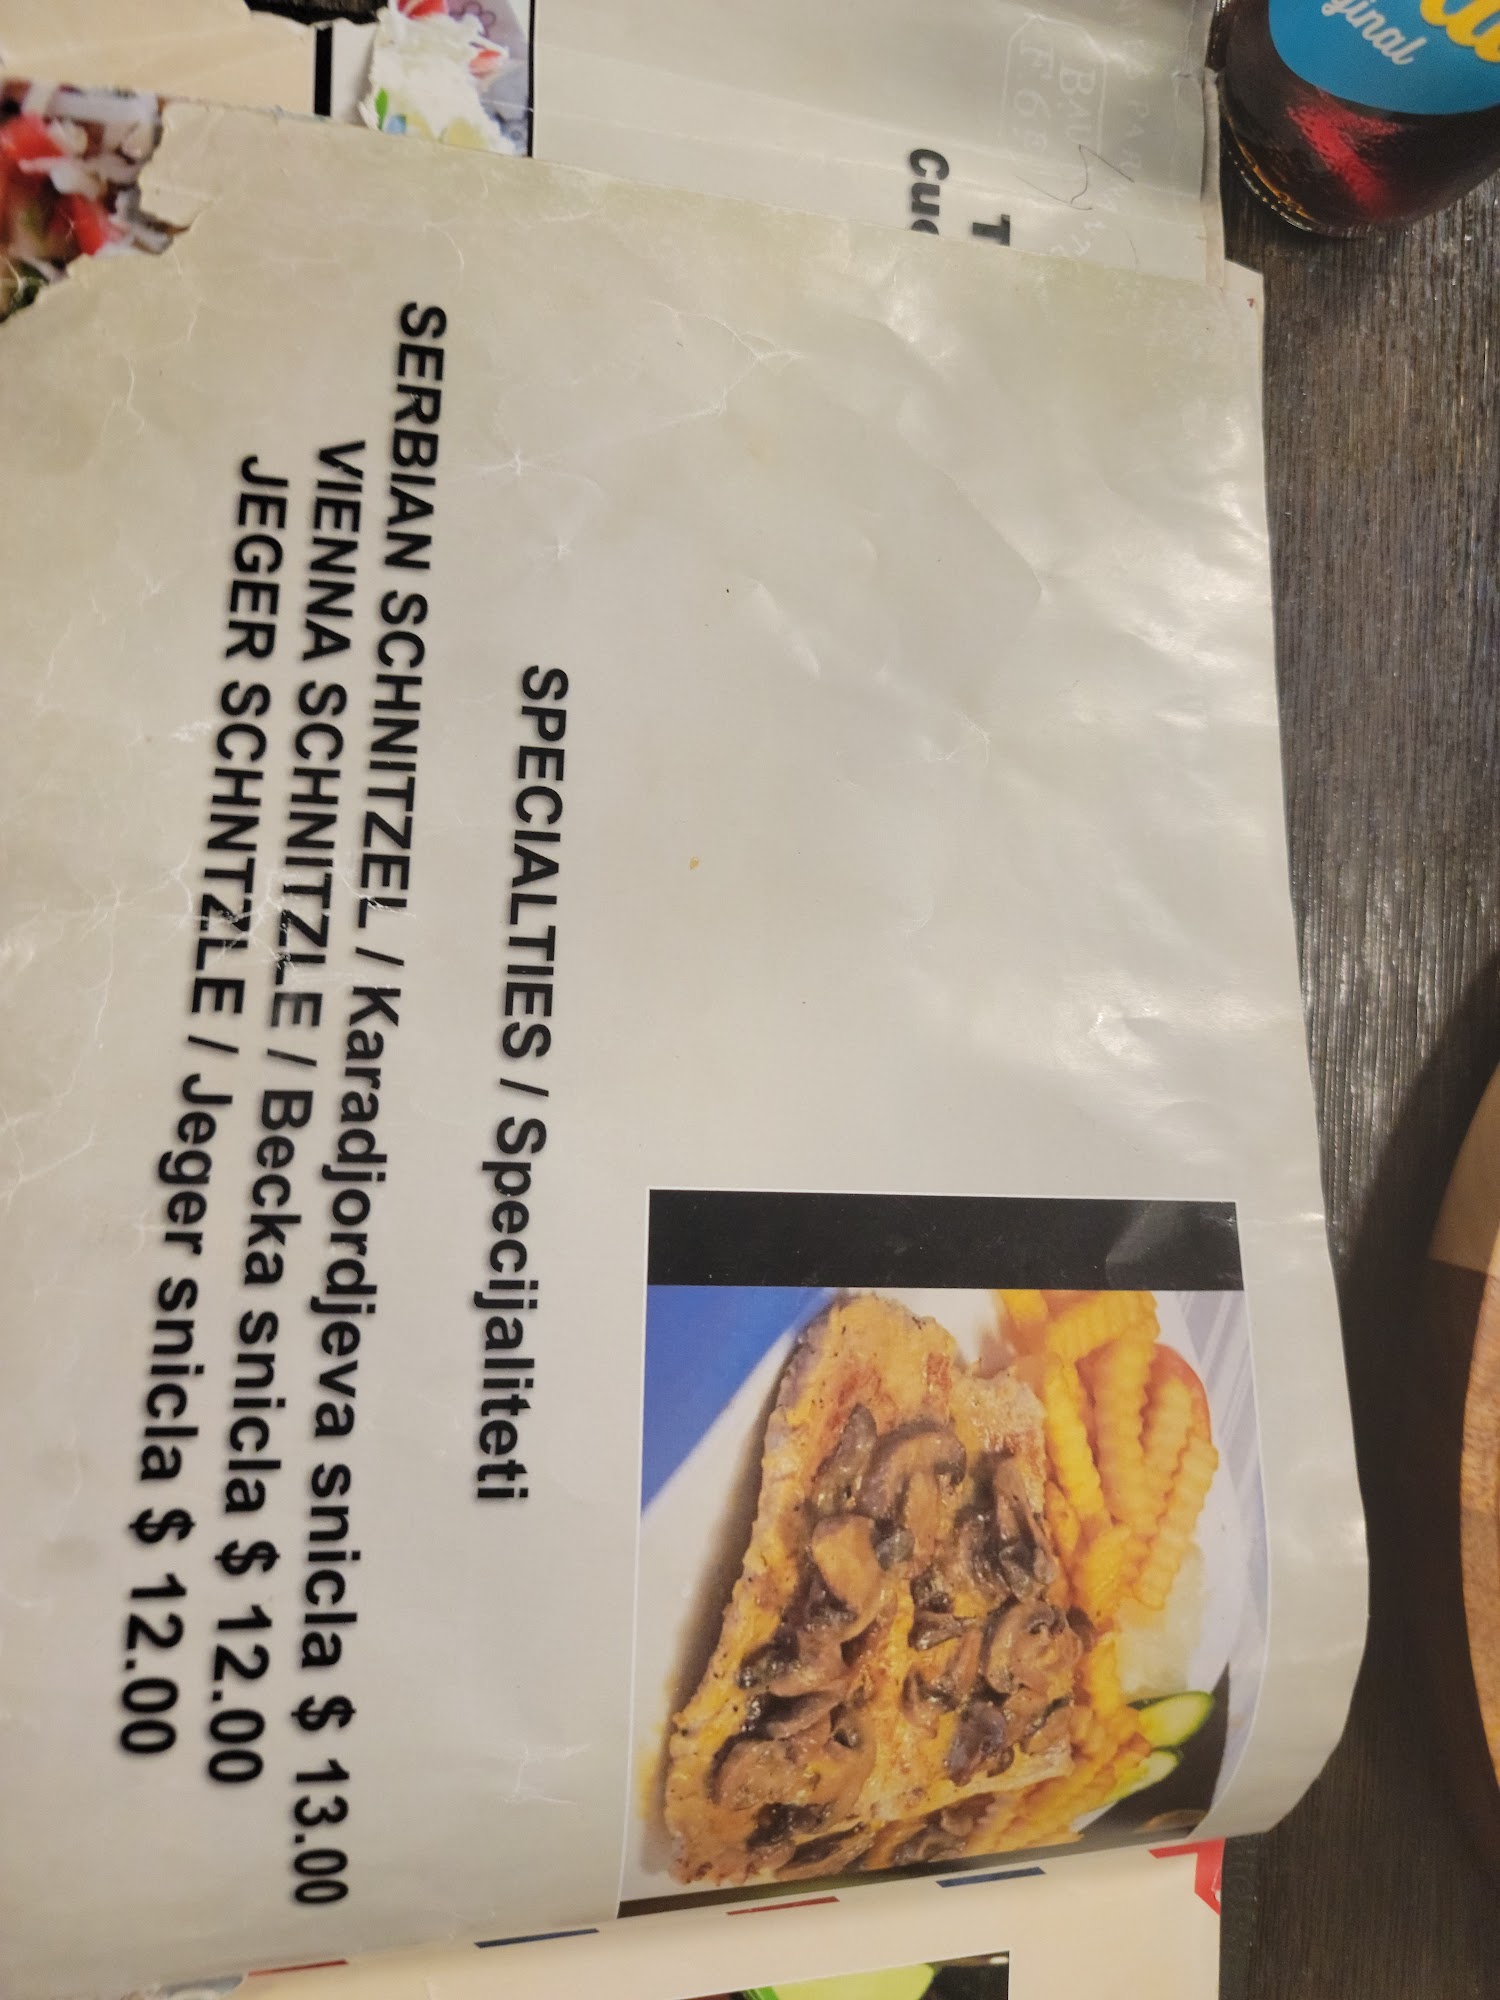 SPECIALTIES / Specijaliteti
SERBIAN SCHNITZEL / Karadjordjeva snicla $ 13.00
VIENNA SCHNITZLE / Becka snicla $ 12.00
JEGER SCHNTZLE / Jeger snicla $ 12.00